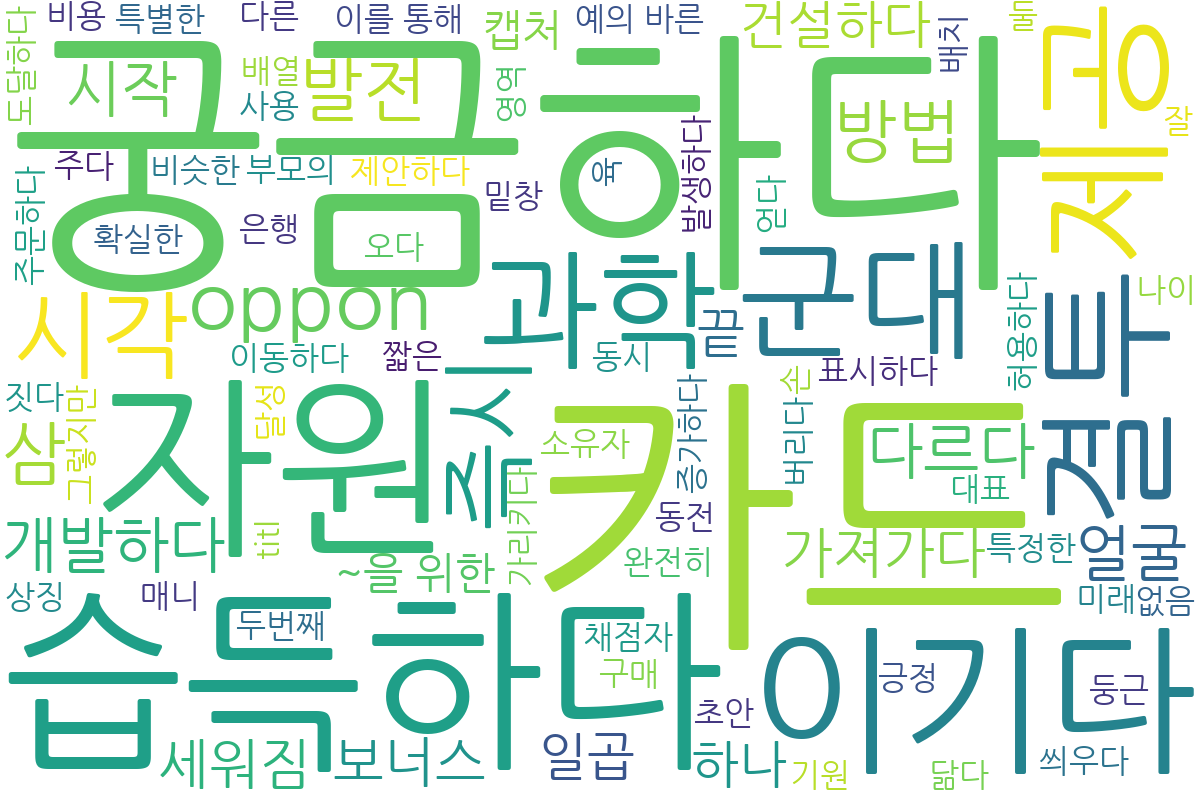 비용
특별한
다른
이를 통해
캡처
예의 바른
건설하다
배치
둘
도달하다
궁금하다
시작
배열
발전
사용
영역
방법
제공
잘
주다
비슷한
부모의
제안하다
밑창
육
발생하다
얻다
주문하다
확실한
은행
오다
시각
oppon
과학
군대
끝
이동하다
짧은
동시
표시하다
허용하다
투
나이
짓다
그렇지만
달성
삼
자원
즉시
카드
소유자
증가하다
버리다
손
다르다
대표
결
개발하다
titl
~을 위한
가리키다
동전
완전히
가져가다
특정한
얼굴
상징
매니
두번째
미래없음
습득하다
채점자
구매
이기다
긍정
둥근
세워짐
보너스
일곱
초안
하나
기원
닮다
씌우다